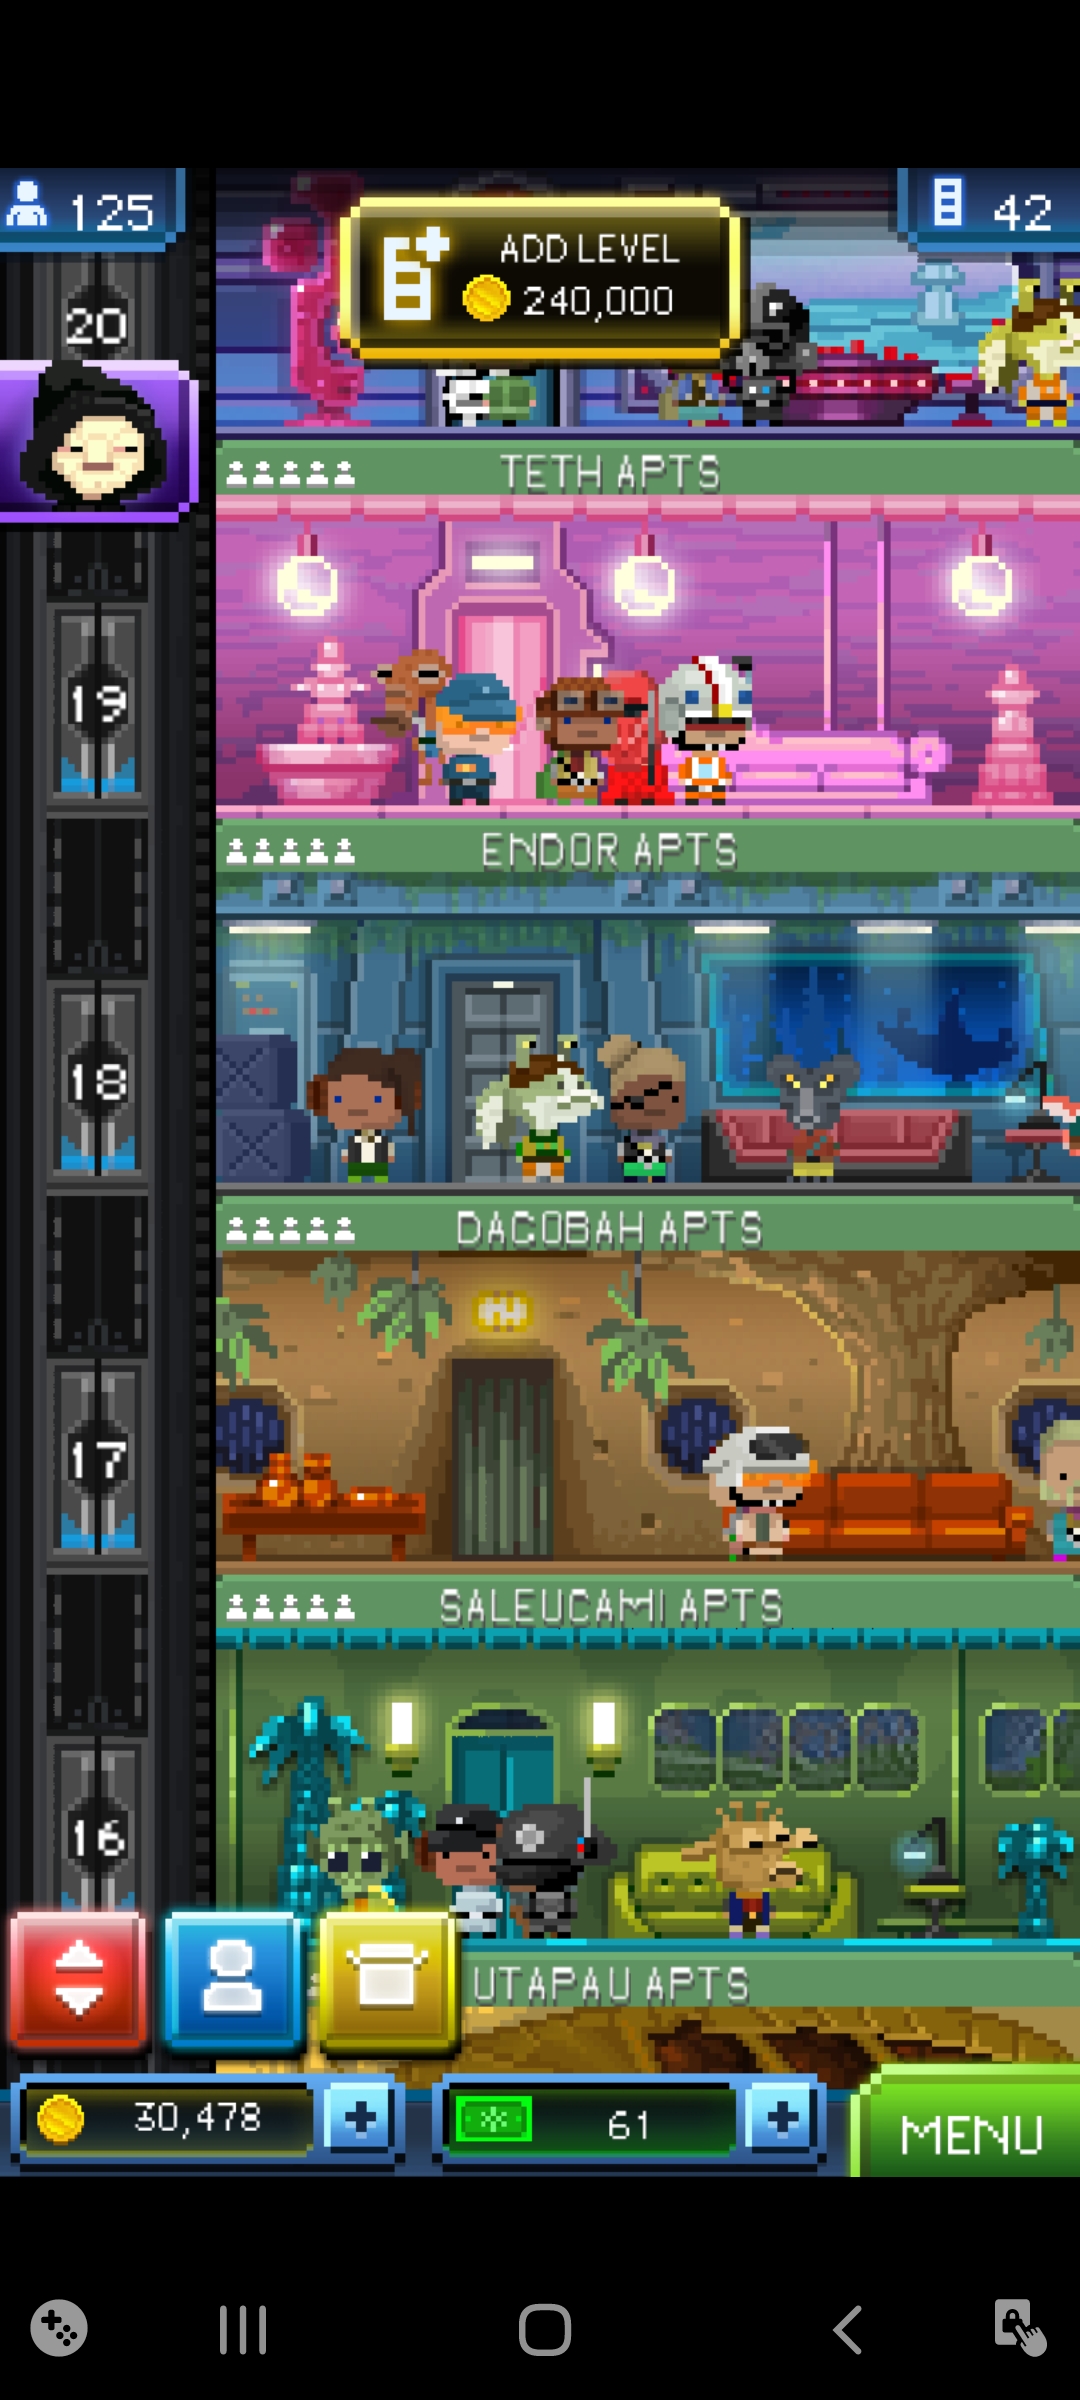 125
42
ADD LEVEL
240,000
20
TETH APTS
19
ENDOR APTS
18
DAGOBAH APTS
17
SALEUCAMI APTS
16
UTAPAU APTS
30,478
61
MENU